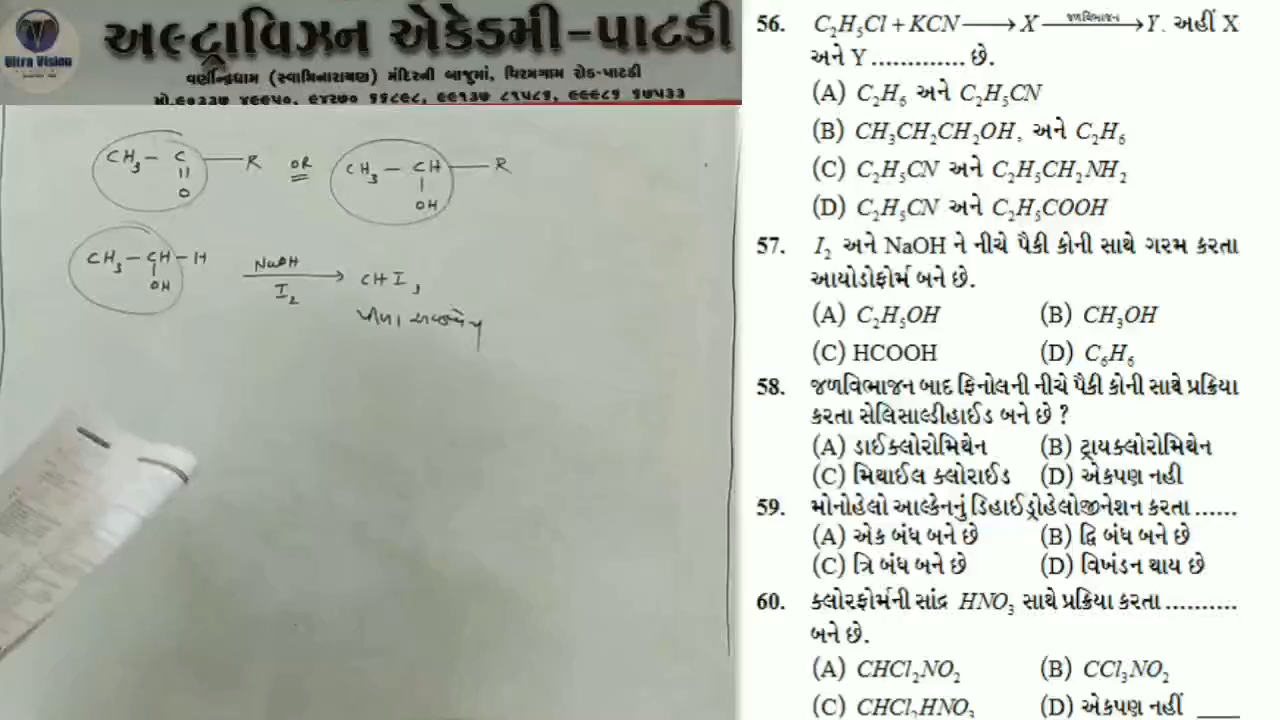 Ultra Vision
અલ્ટ્રાવિઝન એકેડમી-પાટડી
વર્ણીન્દ્રધામ (સ્વામિનારાયણ) મંદિરની બાજુમાં, વિરમગામ રોડ-પાટડી
CH₃ — C — R OR CH₃ — CH — R
॥ |
O OH
CH₃ — CH — H NaOH → CHI₃
| I₂
OH
પીળા
56. C₂H₅Cl + KCN ⟶ X —જળવિભાજન→ Y. અહીં X
અને Y ............. છે.
(A) C₂H₆ અને C₂H₅CN
(B) CH₃CH₂CH₂OH, અને C₂H₆
(C) C₂H₅CN અને C₂H₅CH₂NH₂
(D) C₂H₅CN અને C₂H₅COOH
57. I₂ અને NaOH ને નીચે પૈકી કોની સાથે ગરમ કરતા
આયોડોફોર્મ બને છે.
(A) C₂H₅OH (B) CH₃OH
(C) HCOOH (D) C₆H₆
58. જળવિભાજન બાદ ફિનોલની નીચે પૈકી કોની સાથે પ્રક્રિયા
કરતા સેલિસાલ્ડીહાઈડ બને છે ?
(A) ડાઈક્લોરોમિથેન (B) ટ્રાયક્લોરોમિથેન
(C) મિથાઈલ ક્લોરાઈડ (D) એકપણ નહી
59. મોનોહેલો આલ્કેનનું ડિહાઈડ્રોહેલોજીનેશન કરતા ......
(A) એક બંધ બને છે (B) દ્વિ બંધ બને છે
(C) ત્રિ બંધ બને છે (D) વિખંડન થાય છે
60. ક્લોરફોર્મની સાંદ્ર HNO₃ સાથે પ્રક્રિયા કરતા ..........
બને છે.
(A) CHCl₂NO₂ (B) CCl₃NO₂
(C) CHCl₂HNO₃ (D) એકપણ નહીં